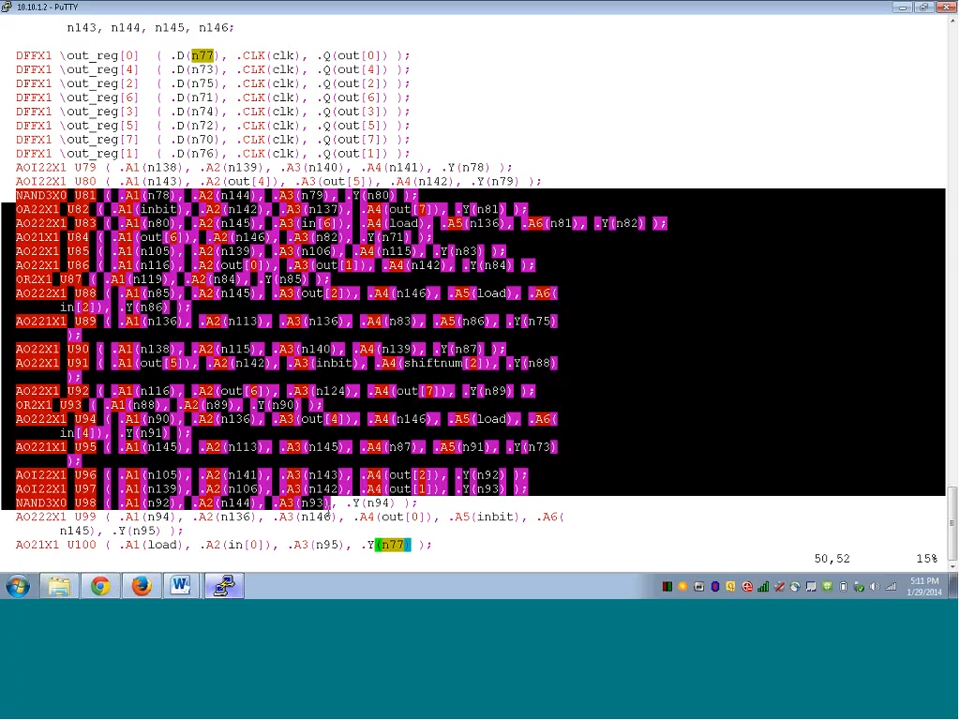 10.10.1.2 - PuTTY
n143, n144, n145, n146;
DFFX1 \out_reg[0] ( .D(n77), .CLK(clk), .Q(out[0]) );
DFFX1 \out_reg[4] ( .D(n73), .CLK(clk), .Q(out[4]) );
DFFX1 \out_reg[2] ( .D(n75), .CLK(clk), .Q(out[2]) );
DFFX1 \out_reg[6] ( .D(n71), .CLK(clk), .Q(out[6]) );
DFFX1 \out_reg[3] ( .D(n74), .CLK(clk), .Q(out[3]) );
DFFX1 \out_reg[5] ( .D(n72), .CLK(clk), .Q(out[5]) );
DFFX1 \out_reg[7] ( .D(n70), .CLK(clk), .Q(out[7]) );
DFFX1 \out_reg[1] ( .D(n76), .CLK(clk), .Q(out[1]) );
AOI22X1 U79 ( .A1(n138), .A2(n139), .A3(n140), .A4(n141), .Y(n78) );
AOI22X1 U80 ( .A1(n143), .A2(out[4]), .A3(out[5]), .A4(n142), .Y(n79) );
NAND3X0 U81 ( .A1(n78), .A2(n144), .A3(n79), .Y(n80) );
OA22X1 U82 ( .A1(inbit), .A2(n142), .A3(n137), .A4(out[7]), .Y(n81) );
AO222X1 U83 ( .A1(n80), .A2(n145), .A3(in[6]), .A4(load), .A5(n136), .A6(n81), .Y(n82) );
AO21X1 U84 ( .A1(out[6]), .A2(n146), .A3(n82), .Y(n71) );
AO22X1 U85 ( .A1(n105), .A2(n139), .A3(n106), .A4(n115), .Y(n83) );
AO22X1 U86 ( .A1(n116), .A2(out[0]), .A3(out[1]), .A4(n142), .Y(n84) );
OR2X1 U87 ( .A1(n119), .A2(n84), .Y(n85) );
AO222X1 U88 ( .A1(n85), .A2(n145), .A3(out[2]), .A4(n146), .A5(load), .A6(
in[2]), .Y(n86) );
AO221X1 U89 ( .A1(n136), .A2(n113), .A3(n136), .A4(n83), .A5(n86), .Y(n75)
);
AO22X1 U90 ( .A1(n138), .A2(n115), .A3(n140), .A4(n139), .Y(n87) );
AO22X1 U91 ( .A1(out[5]), .A2(n142), .A3(inbit), .A4(shiftnum[2]), .Y(n88)
);
AO22X1 U92 ( .A1(n116), .A2(out[6]), .A3(n124), .A4(out[7]), .Y(n89) );
OR2X1 U93 ( .A1(n88), .A2(n89), .Y(n90) );
AO222X1 U94 ( .A1(n90), .A2(n136), .A3(out[4]), .A4(n146), .A5(load), .A6(
in[4]), .Y(n91) );
AO221X1 U95 ( .A1(n145), .A2(n113), .A3(n145), .A4(n87), .A5(n91), .Y(n73)
);
AOI22X1 U96 ( .A1(n105), .A2(n141), .A3(n143), .A4(out[2]), .Y(n92) );
AOI22X1 U97 ( .A1(n139), .A2(n106), .A3(n142), .A4(out[1]), .Y(n93) );
NAND3X0 U98 ( .A1(n92), .A2(n144), .A3(n93), .Y(n94) );
AO222X1 U99 ( .A1(n94), .A2(n136), .A3(n146), .A4(out[0]), .A5(inbit), .A6(
n145), .Y(n95) );
AO21X1 U100 ( .A1(load), .A2(in[0]), .A3(n95), .Y(n77) );
50,52 15%
5:11 PM
1/29/2014